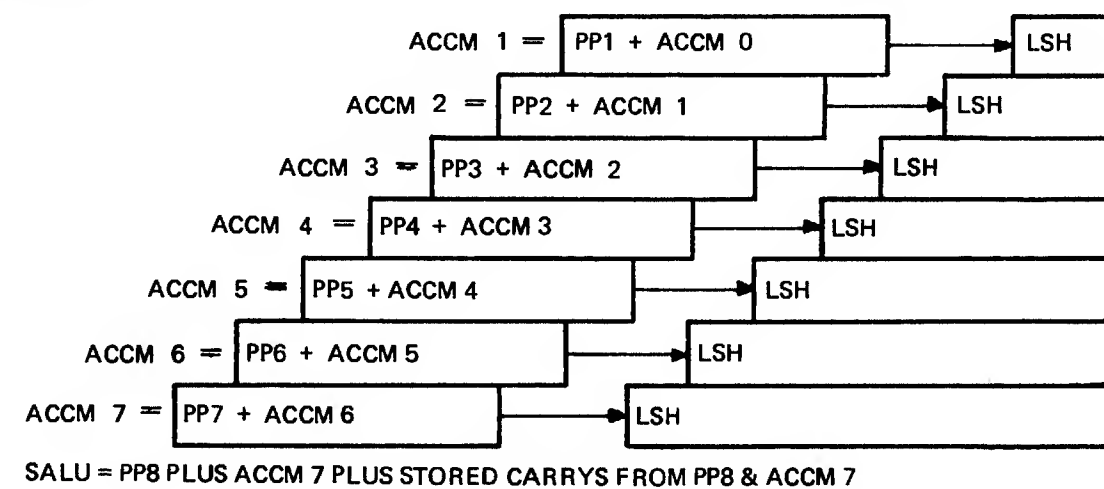 ACCM 1 = PP1 + ACCM 0 LSH
ACCM 2 = PP2 + ACCM 1 LSH
ACCM 3 = PP3 + ACCM 2 LSH
ACCM 4 = PP4 + ACCM 3 LSH
ACCM 5 = PP5 + ACCM 4 LSH
ACCM 6 = PP6 + ACCM 5 LSH
ACCM 7 = PP7 + ACCM 6 LSH
SALU = PP8 PLUS ACCM 7 PLUS STORED CARRYS FROM PP8 & ACCM 7